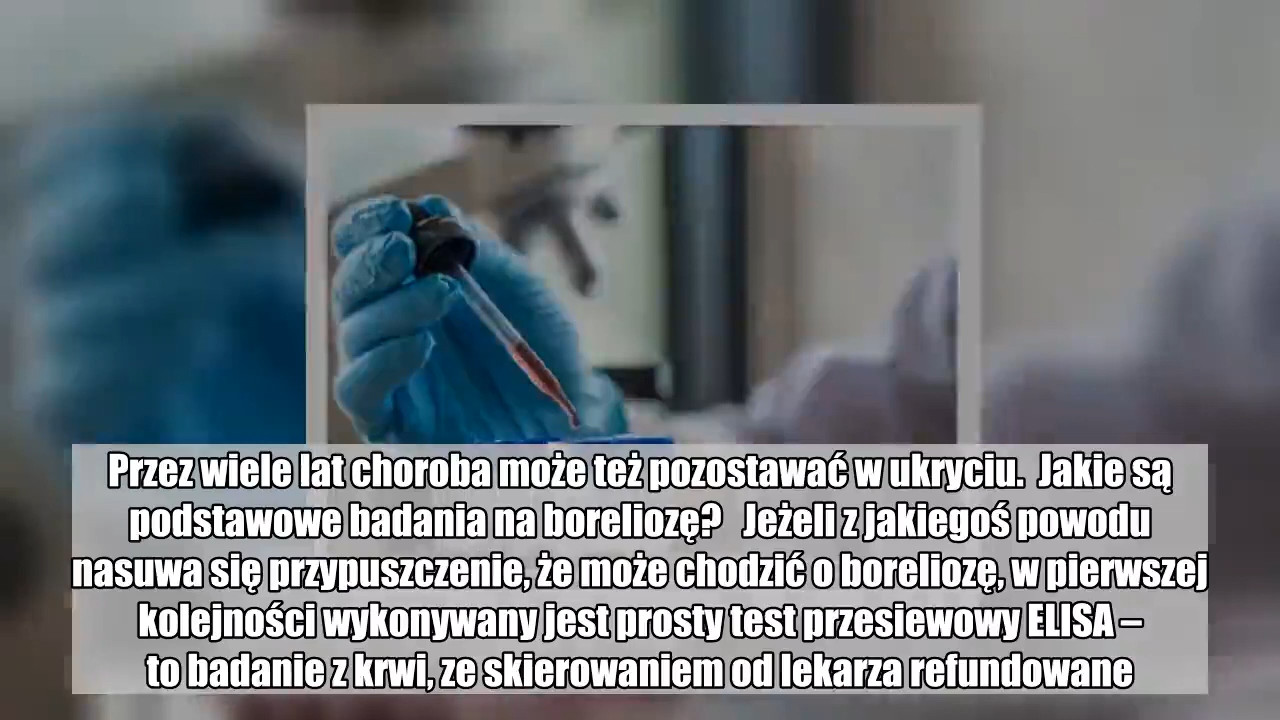 Przez wiele lat choroba może też pozostawać w ukryciu.  Jakie są
podstawowe badania na boreliozę?   Jeżeli z jakiegoś powodu
nasuwa się przypuszczenie, że może chodzić o boreliozę, w pierwszej
kolejności wykonywany jest prosty test przesiewowy ELISA –
to badanie z krwi, ze skierowaniem od lekarza refundowane